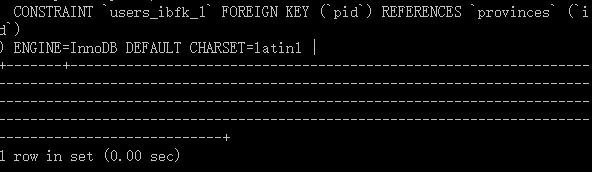 CONSTRAINT `users_ibfk_1` FOREIGN KEY (`pid`) REFERENCES `provinces` (`i
d`)
) ENGINE=InnoDB DEFAULT CHARSET=latin1 |
+-------+-----------------------------------------------------------------
--------------------------------------------------------------------------
--------------------------------------------------------------------------
--------------------------------------------------------------------------
----------------------------+
1 row in set (0.00 sec)